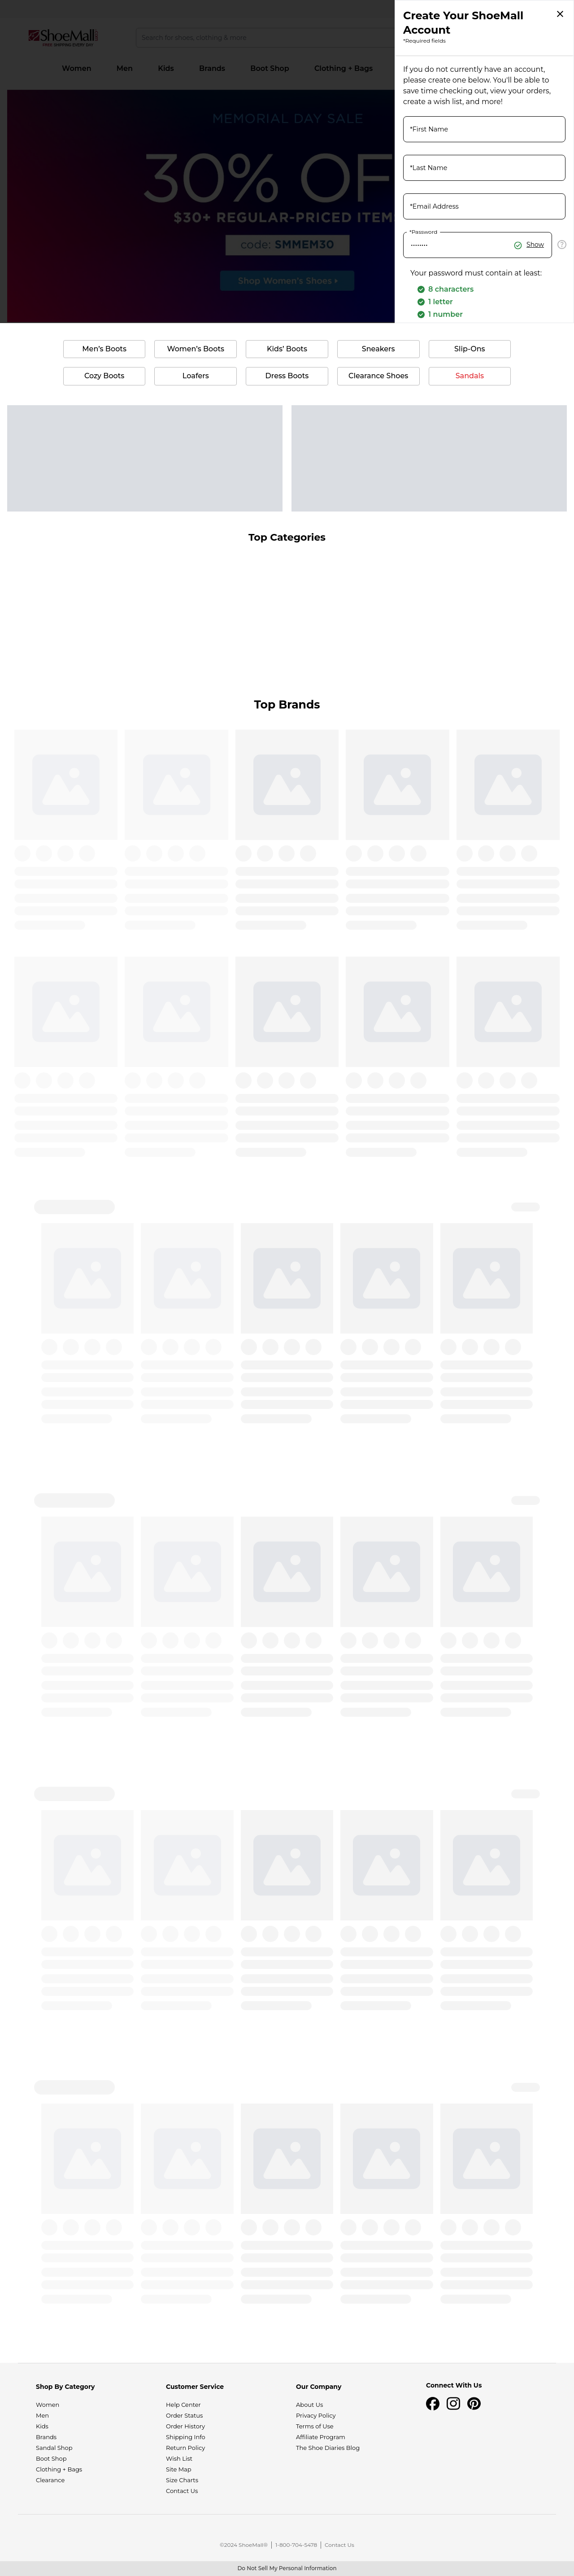 Create Your ShoeMall
Account
*Required fields
If you do not currently have an account,
please create one below. You'll be able to
save time checking out, view your orders,
create a wish list, and more!
*First Name
*Last Name
*Email Address
*Password
Show
Your password must contain at least:
8 characters
1 letter
1 number
ShoeMall
FREE SHIPPING EVERY DAY
Search for shoes, clothing & more
Women Men Kids Brands Boot Shop Clothing + Bags
MEMORIAL DAY SALE
30% OF
$30+ REGULAR-PRICED ITEM
code: SMMEM30
Shop Women's Shoes
Men's Boots Women's Boots Kids' Boots Sneakers Slip-Ons
Cozy Boots Loafers Dress Boots Clearance Shoes Sandals
Top Categories
Top Brands
Shop By Category
Women
Men
Kids
Brands
Sandal Shop
Boot Shop
Clothing + Bags
Clearance
Customer Service
Help Center
Order Status
Order History
Shipping Info
Return Policy
Wish List
Site Map
Size Charts
Contact Us
Our Company
About Us
Privacy Policy
Terms of Use
Affiliate Program
The Shoe Diaries Blog
Connect With Us
©2024 ShoeMall® | 1-800-704-5478 | Contact Us
Do Not Sell My Personal Information